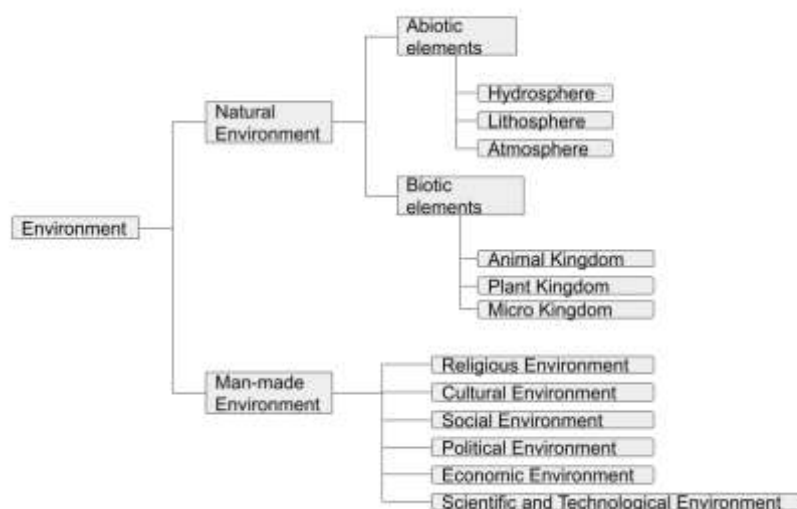 Abiotic
elements
Hydrosphere
Lithosphere
Atmosphere
Natural
Environment
Biotic
elements
Animal Kingdom
Plant Kingdom
Micro Kingdom
Environment
Man-made
Environment
Religious Environment
Cultural Environment
Social Environment
Political Environment
Economic Environment
Scientific and Technological Environment